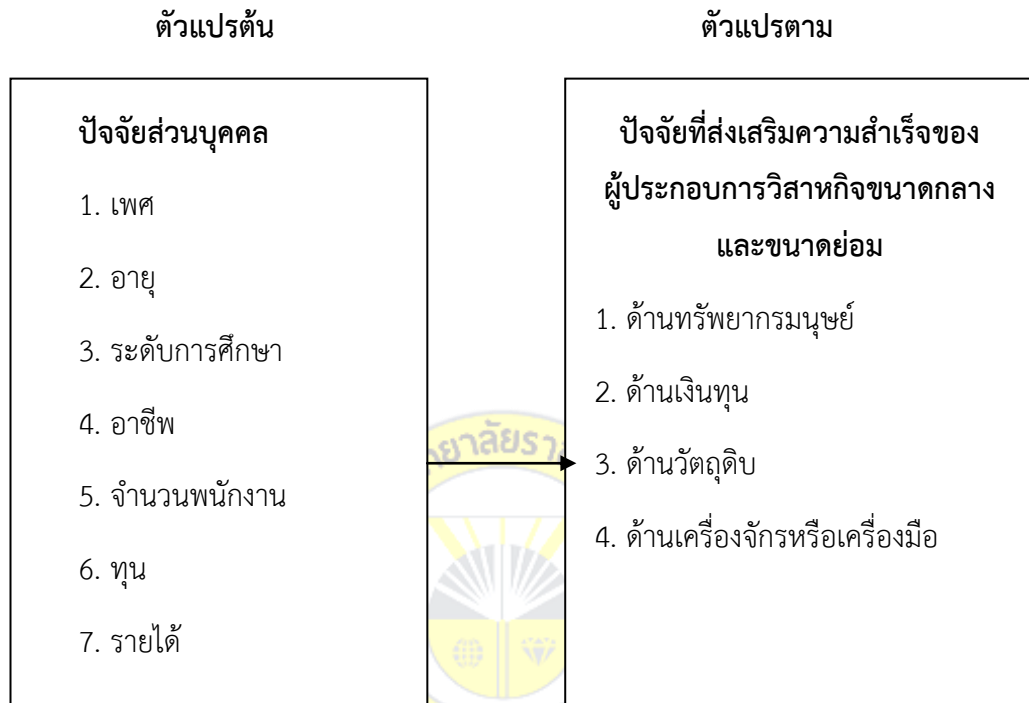 ตัวแปรต้น
ตัวแปรตาม
ปัจจัยส่วนบุคคล
1. เพศ
2. อายุ
3. ระดับการศึกษา
4. อาชีพ
5. จำนวนพนักงาน
6. ทุน
7. รายได้
ปัจจัยที่ส่งเสริมความสำเร็จของ
ผู้ประกอบการวิสาหกิจขนาดกลาง
และขนาดย่อม
1. ด้านทรัพยากรมนุษย์
2. ด้านเงินทุน
3. ด้านวัตถุดิบ
4. ด้านเครื่องจักรหรือเครื่องมือ